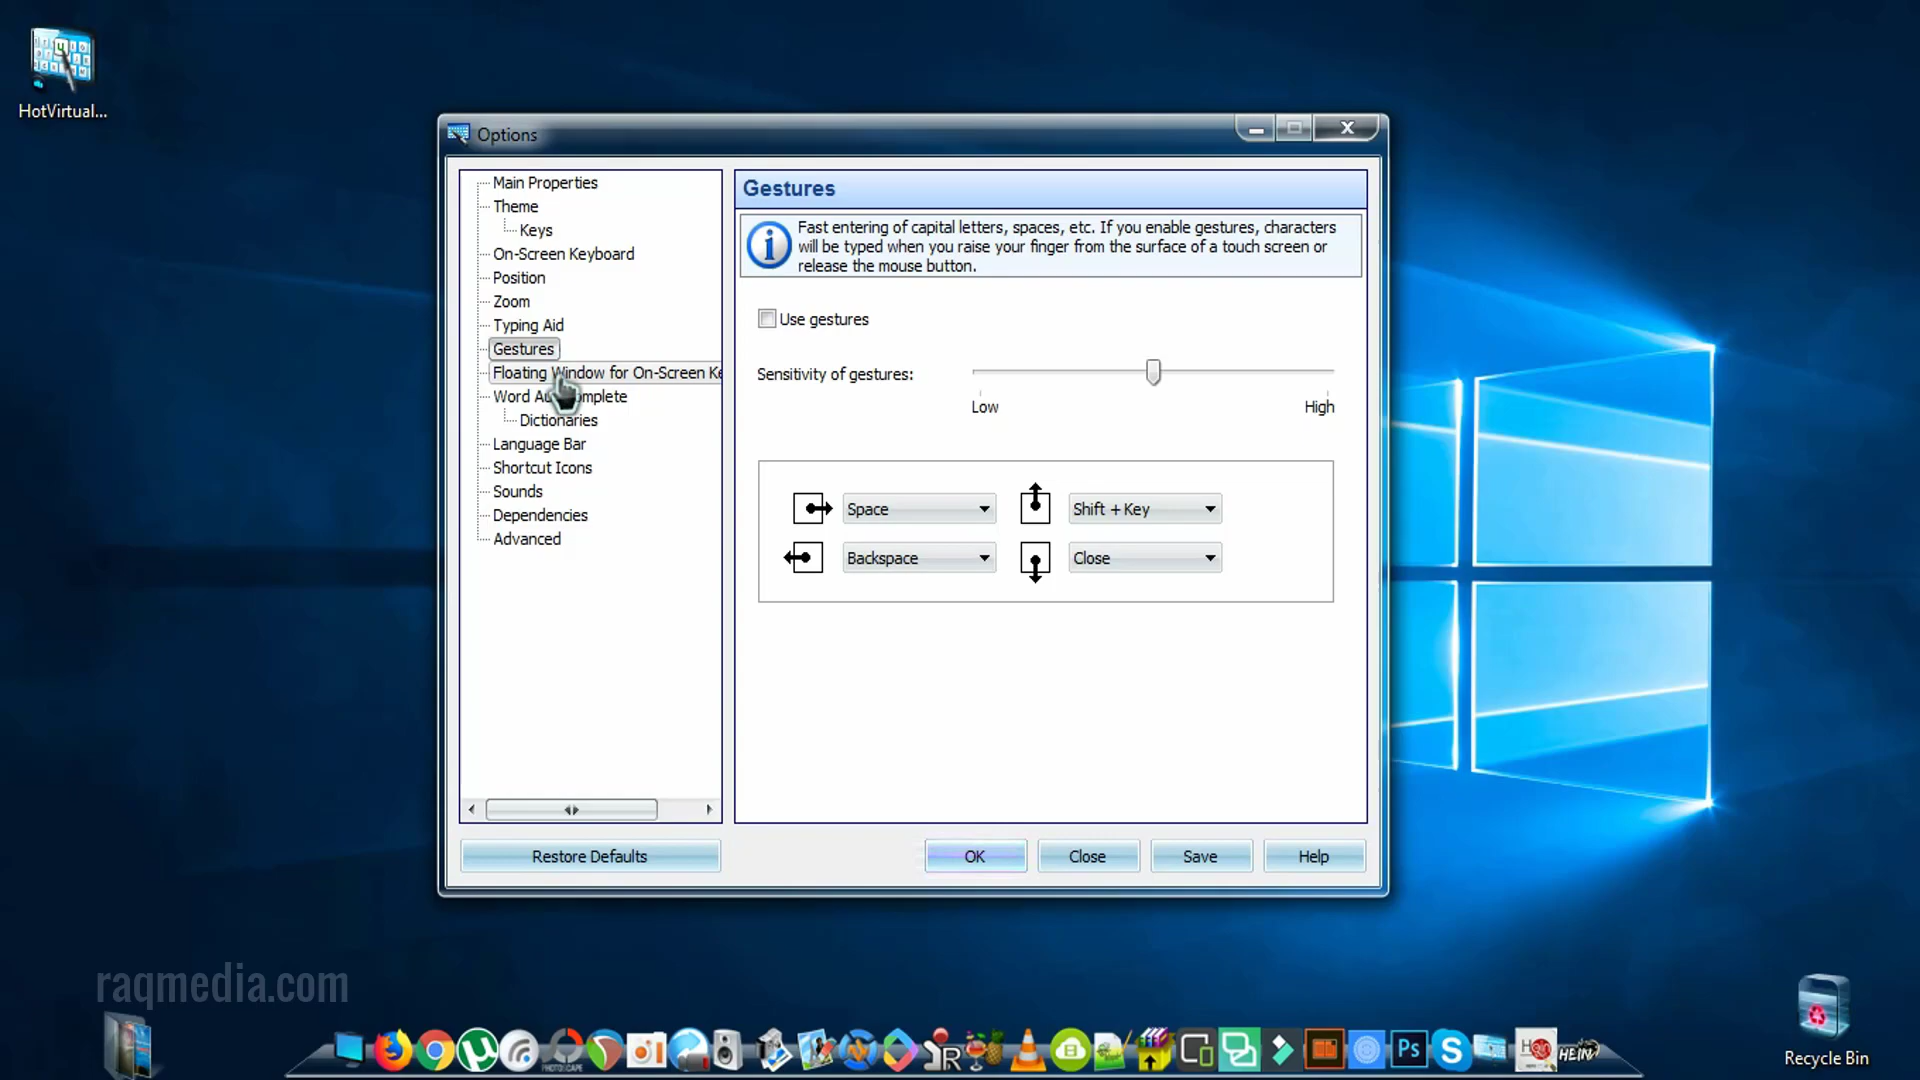 HotVirtual...
Options
Main Properties
Theme
Keys
On-Screen Keyboard
Position
Zoom
Typing Aid
Gestures
Floating Window for On-Screen Ke
Dictionaries
Language Bar
Shortcut Icons
Sounds
Dependencies
Advanced
Gestures
Fast entering of capital letters, spaces, etc. If you enable gestures, characters
will be typed when you raise your finger from the surface of a touch screen or
release the mouse button.
Use gestures
Sensitivity of gestures:
Low High
Space Shift + Key
Backspace Close
Restore Defaults OK Close Save Help
raqmedia.com
PHOTOSCAPE
R
Ps
S
HEIN
Recycle Bin